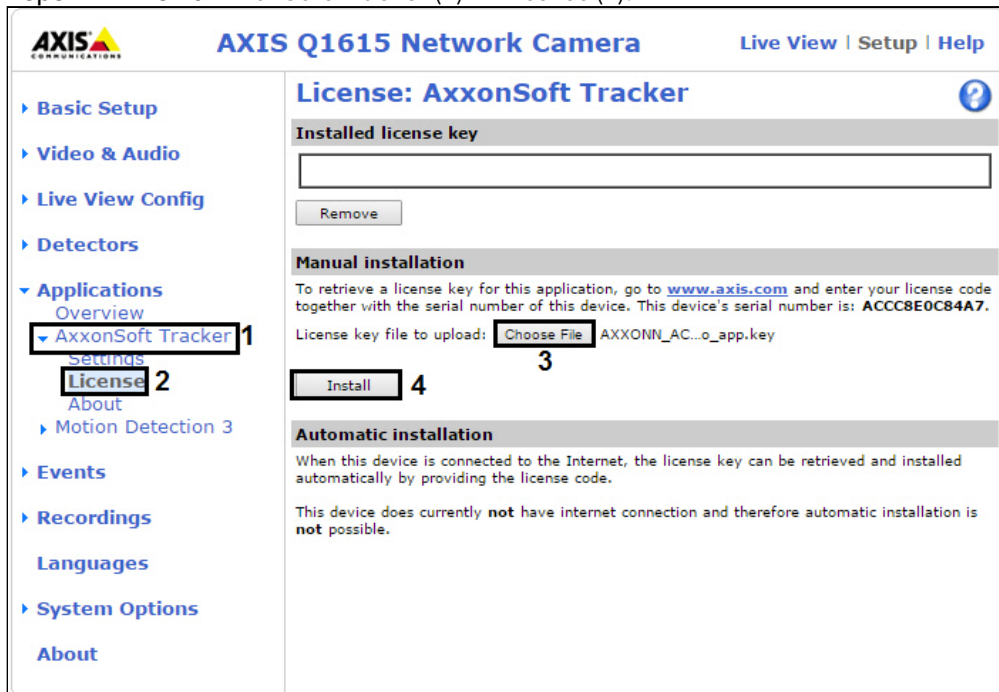 AXIS
COMMUNICATIONS
AXIS Q1615 Network Camera
Live View | Setup | Help
Basic Setup
Video & Audio
Live View Config
Detectors
Applications
Overview
AxxonSoft Tracker 1
Settings
License 2
About
Motion Detection 3
Events
Recordings
Languages
System Options
About
License: AxxonSoft Tracker
?
Installed license key
Remove
Manual installation
To retrieve a license key for this application, go to www.axis.com and enter your license code
together with the serial number of this device. This device's serial number is: ACCC8E0C84A7.
License key file to upload: Choose File AXXONN_AC...o_app.key
3
Install 4
Automatic installation
When this device is connected to the Internet, the license key can be retrieved and installed
automatically by providing the license code.
This device does currently not have internet connection and therefore automatic installation is
not possible.